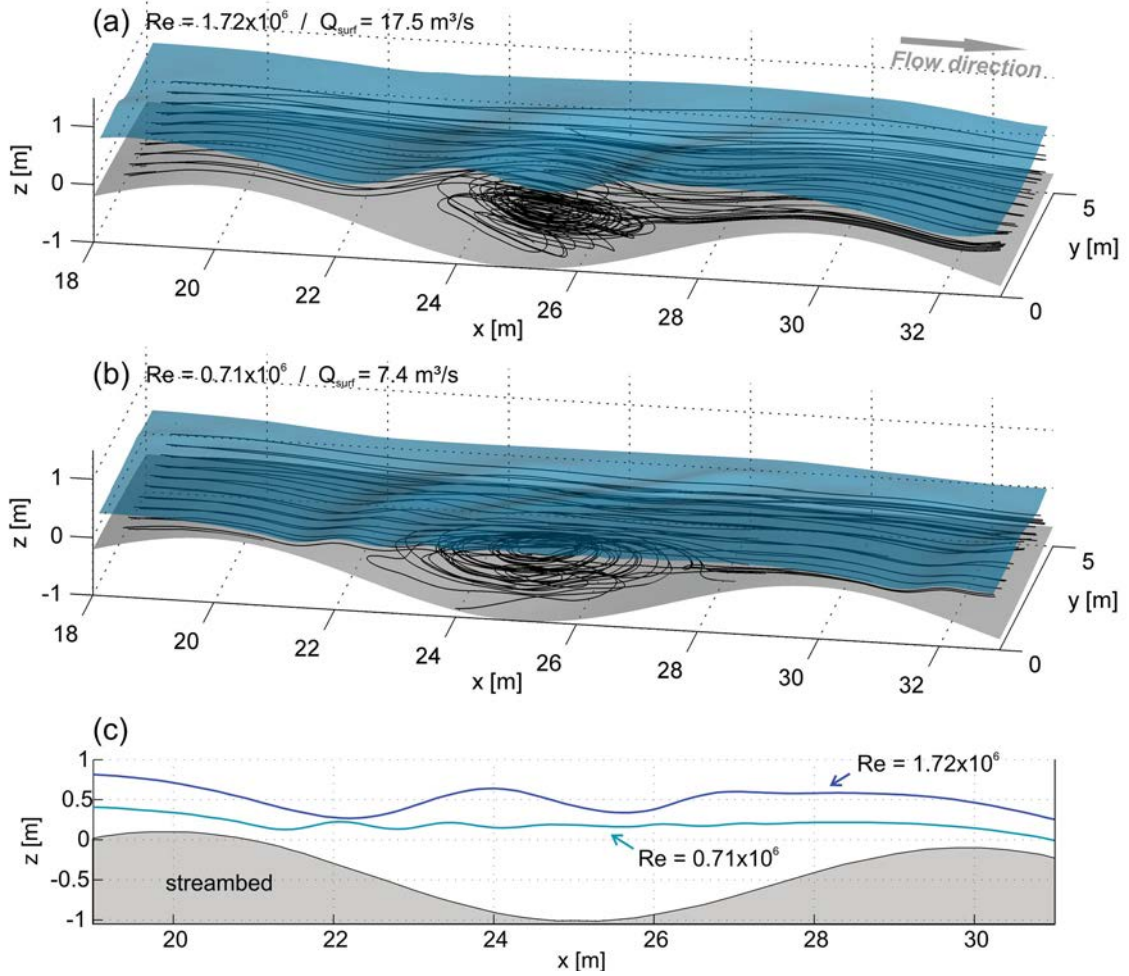 (a) Re = 1.72x10⁶ / Q_surf = 17.5 m³/s
Flow direction
z [m]
1
0
-1
18
20
22
24
26
28
30
32
x [m]
5
y [m]
0
(b) Re = 0.71x10⁶ / Q_surf = 7.4 m³/s
z [m]
1
0
-1
18
20
22
24
26
28
30
32
x [m]
5
y [m]
0
(c)
Re = 1.72x10⁶
z [m]
1
0.5
0
-0.5
-1
Re = 0.71x10⁶
streambed
20 22 24 26 28 30
x [m]